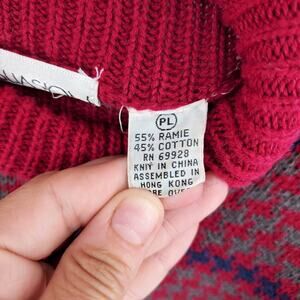 PL
55% RAMIE
45% COTTON
RN 69928
KNIT IN CHINA
ASSEMBLED IN
HONG KONG